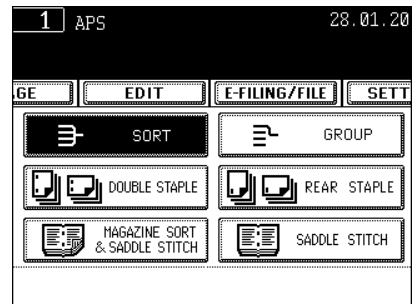 1 APS 28.01.20
GE EDIT E-FILING/FILE SETT
SORT GROUP
DOUBLE STAPLE REAR STAPLE
MAGAZINE SORT
& SADDLE STITCH SADDLE STITCH